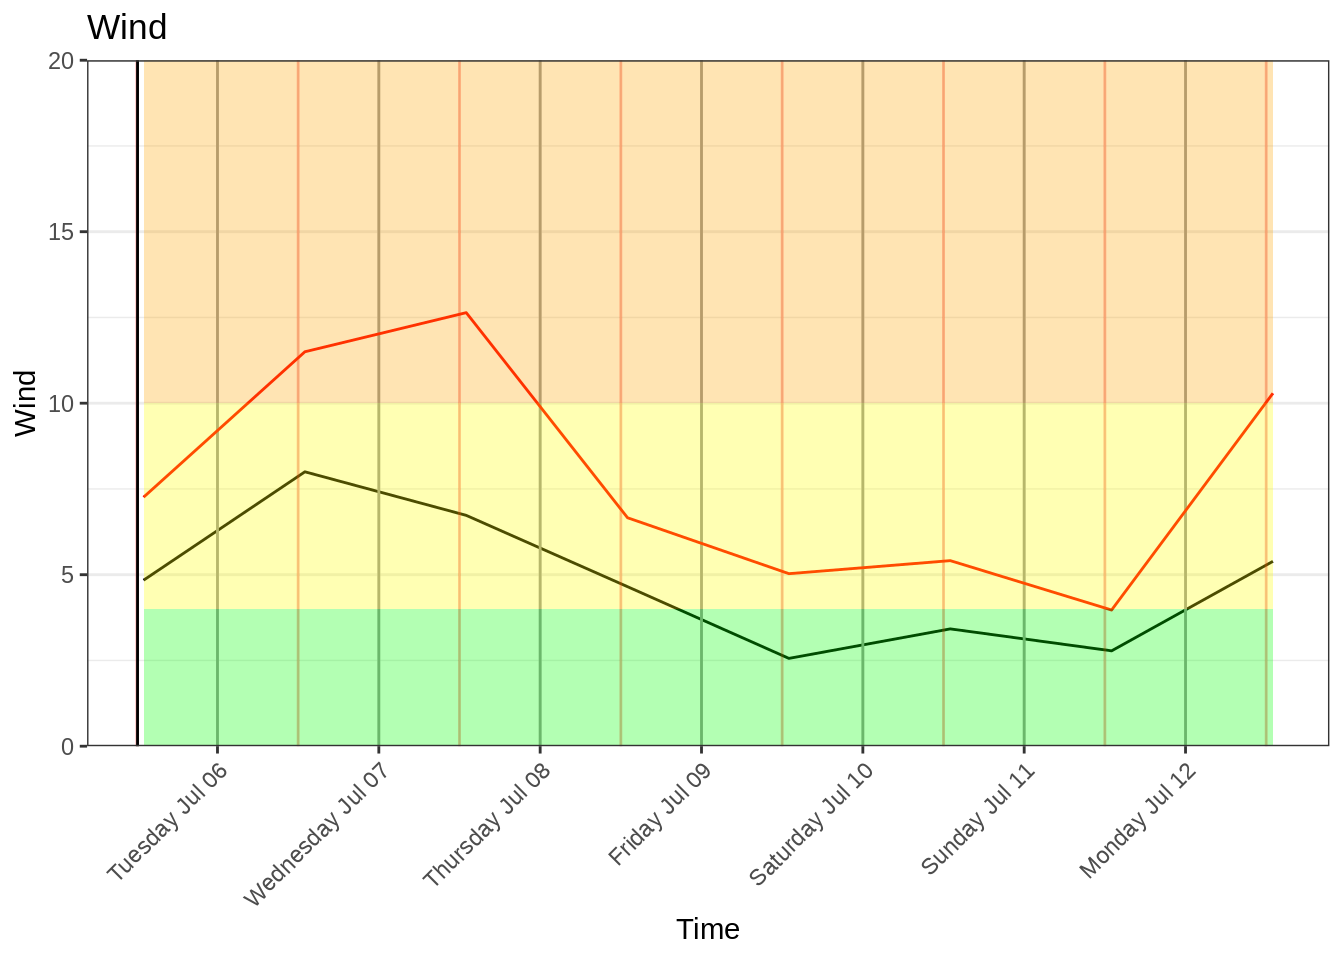 Wind
20
15
10
5
0
Wind
Tuesday Jul 06
Wednesday Jul 07
Thursday Jul 08
Friday Jul 09
Saturday Jul 10
Sunday Jul 11
Monday Jul 12
Time